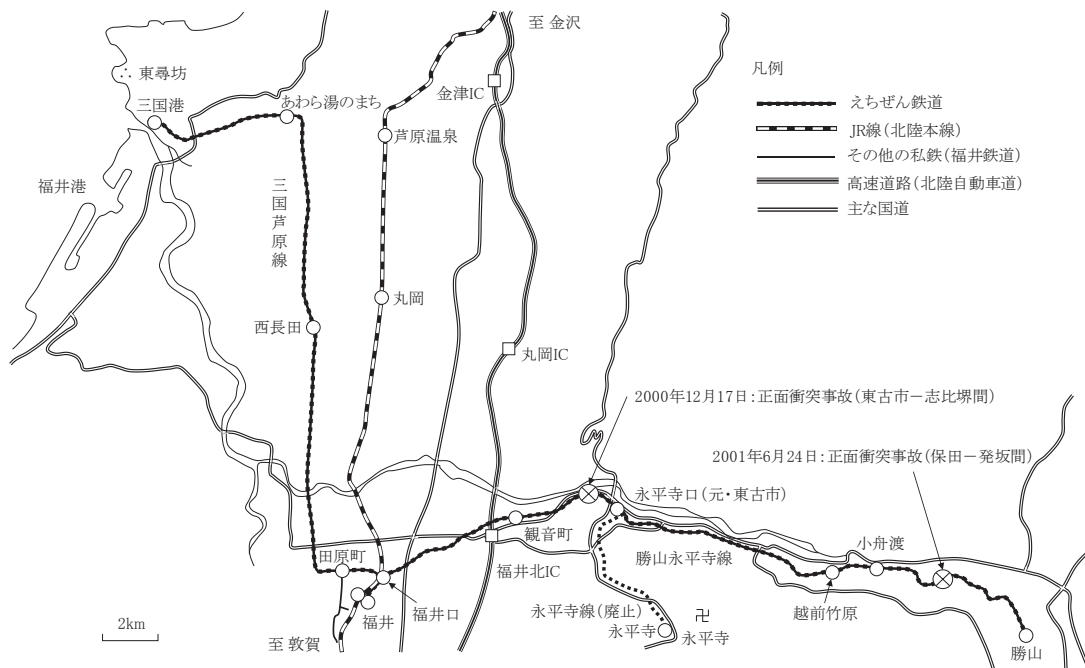 至 金沢
東尋坊
三国港
あわら湯のまち
金津IC
芦原温泉
福井港
三国芦原線
丸岡
西長田
丸岡IC
凡例
えちぜん鉄道
JR線(北陸本線)
その他の私鉄(福井鉄道)
高速道路(北陸自動車道)
主な国道
2000年12月17日:正面衝突事故(東古市－志比堺間)
2001年6月24日:正面衝突事故(保田－発坂間)
永平寺口(元・東古市)
観音町
田原町
福井北IC
勝山永平寺線
小舟渡
越前竹原
福井
福井口
永平寺線(廃止)
永平寺
卍
永平寺
勝山
至 敦賀
2km